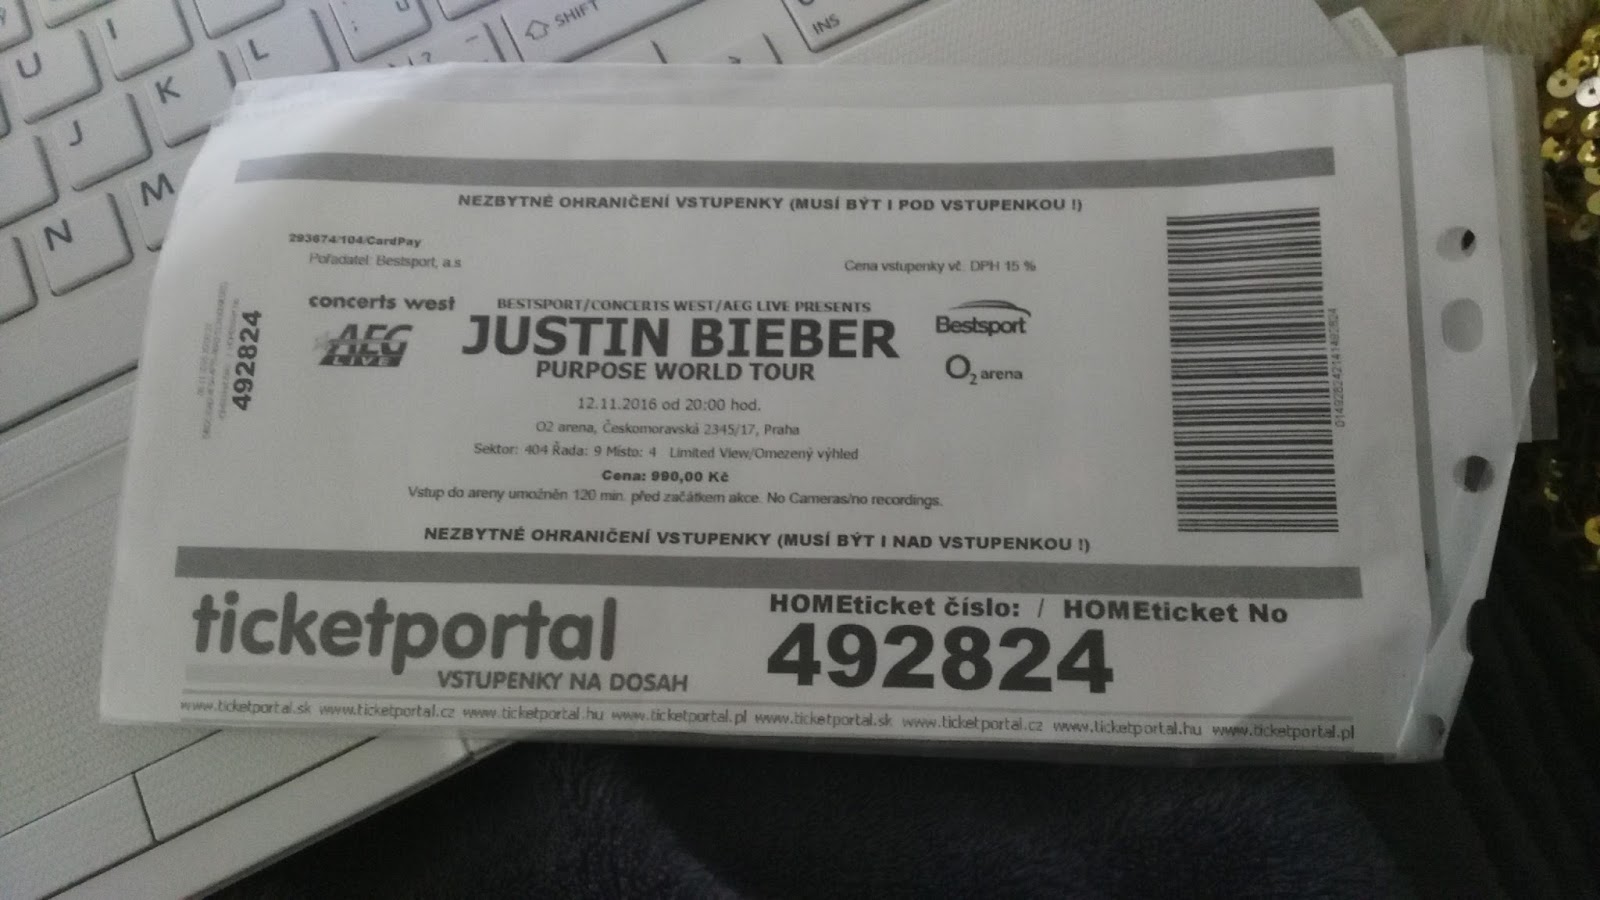 U
I
L
K
J
M
N
SHIFT
INS
NEZBYTNÉ OHRANIČENÍ VSTUPENKY (MUSÍ BÝT I POD VSTUPENKOU !)
293674/104/CardPay
Pořadatel: Bestsport, a.s.
Cena vstupenky vč. DPH 15 %
concerts west
AEG
LIVE
BESTSPORT/CONCERTS WEST/AEG LIVE PRESENTS
JUSTIN BIEBER
PURPOSE WORLD TOUR
Bestsport
O2 arena
492824
12.11.2016 od 20:00 hod.
O2 arena, Českomoravská 2345/17, Praha
Sektor: 404 Řada: 9 Místo: 4 Limited View/Omezený výhled
Cena: 990,00 Kč
Vstup do areny umožněn 120 min. před začátkem akce. No Cameras/no recordings.
NEZBYTNÉ OHRANIČENÍ VSTUPENKY (MUSÍ BÝT I NAD VSTUPENKOU !)
ticketportal
VSTUPENKY NA DOSAH
HOMEticket číslo: / HOMEticket No
492824
www.ticketportal.sk www.ticketportal.cz www.ticketportal.hu www.ticketportal.pl www.ticketportal.sk www.ticketportal.cz www.ticketportal.hu www.ticketportal.pl